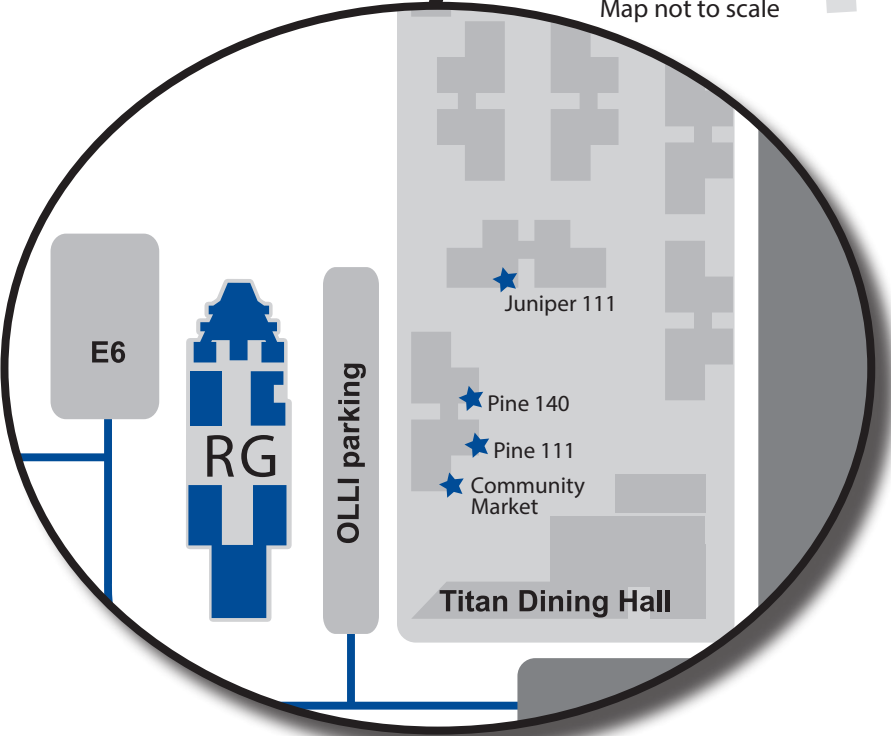 Map not to scale
Juniper 111
E6
Pine 140
RG
OLLI parking
Pine 111
Community
Market
Titan Dining Hall